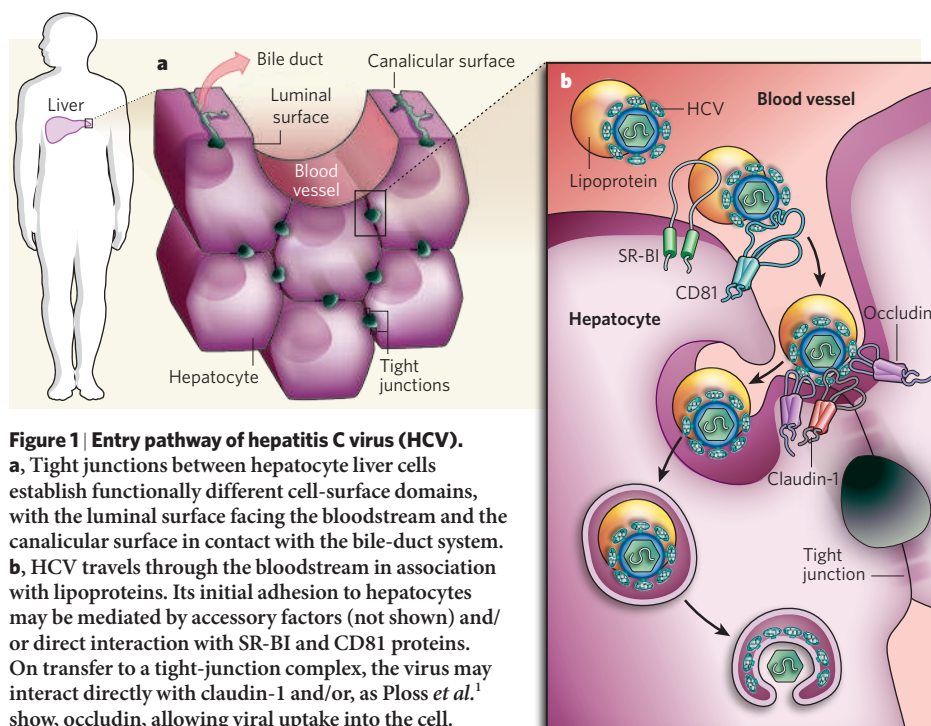 a
Bile duct
Canalicular surface
Liver
Luminal
surface
Blood
vessel
Hepatocyte
Tight
junctions
b
HCV
Blood vessel
Lipoprotein
SR-BI
CD81
Occludin
Hepatocyte
Claudin-1
Tight
junction
Figure 1 | Entry pathway of hepatitis C virus (HCV).
a, Tight junctions between hepatocyte liver cells
establish functionally different cell-surface domains,
with the luminal surface facing the bloodstream and the
canalicular surface in contact with the bile-duct system.
b, HCV travels through the bloodstream in association
with lipoproteins. Its initial adhesion to hepatocytes
may be mediated by accessory factors (not shown) and/
or direct interaction with SR-BI and CD81 proteins.
On transfer to a tight-junction complex, the virus may
interact directly with claudin-1 and/or, as Ploss et al.¹
show, occludin, allowing viral uptake into the cell.